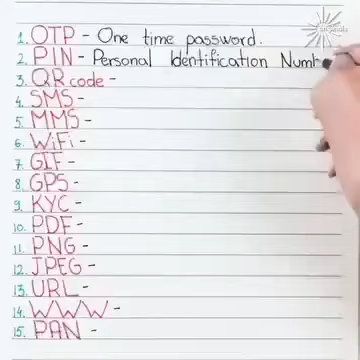 1. OTP - One time password.
2. PIN - Personal Identification Numb
3. QR code -
4. SMS -
5. MMS -
6. WiFi -
7. GIF -
8. GPS -
9. KYC -
10. PDF -
11. PNG -
12. JPEG -
13. URL -
14. WWW -
15. PAN -